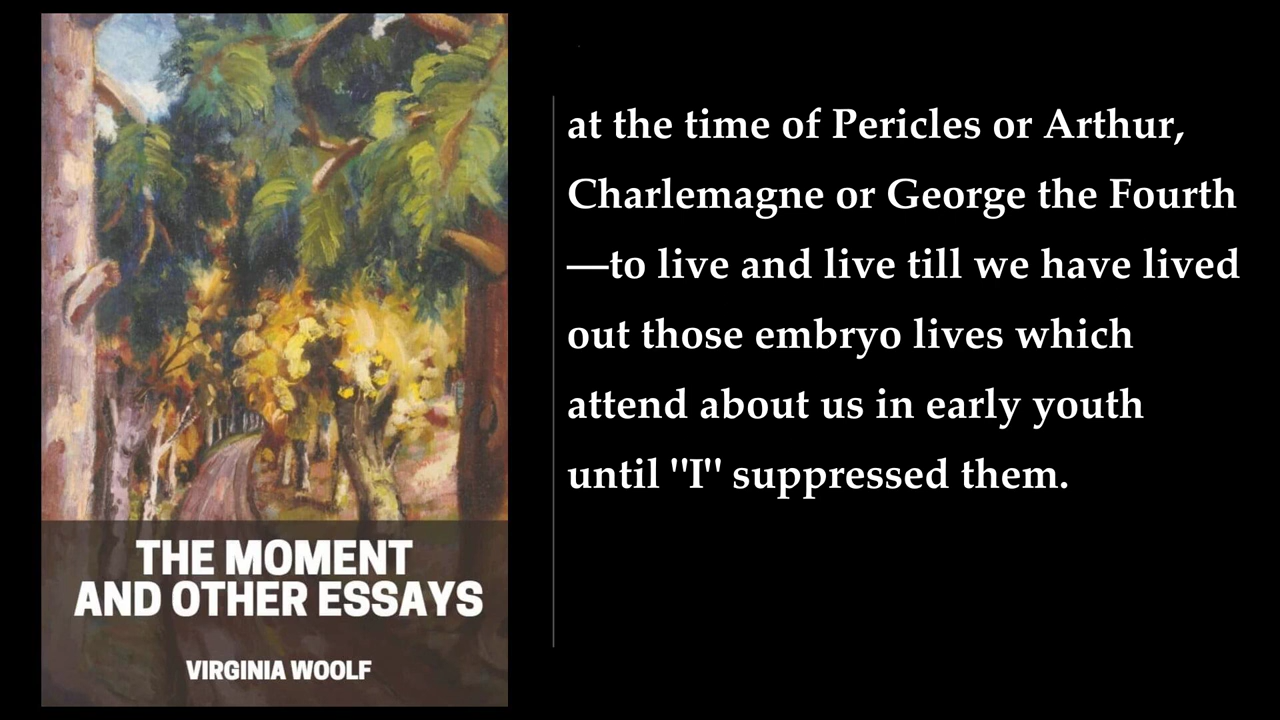 THE MOMENT
AND OTHER ESSAYS
VIRGINIA WOOLF
at the time of Pericles or Arthur,
Charlemagne or George the Fourth
—to live and live till we have lived
out those embryo lives which
attend about us in early youth
until "I" suppressed them.